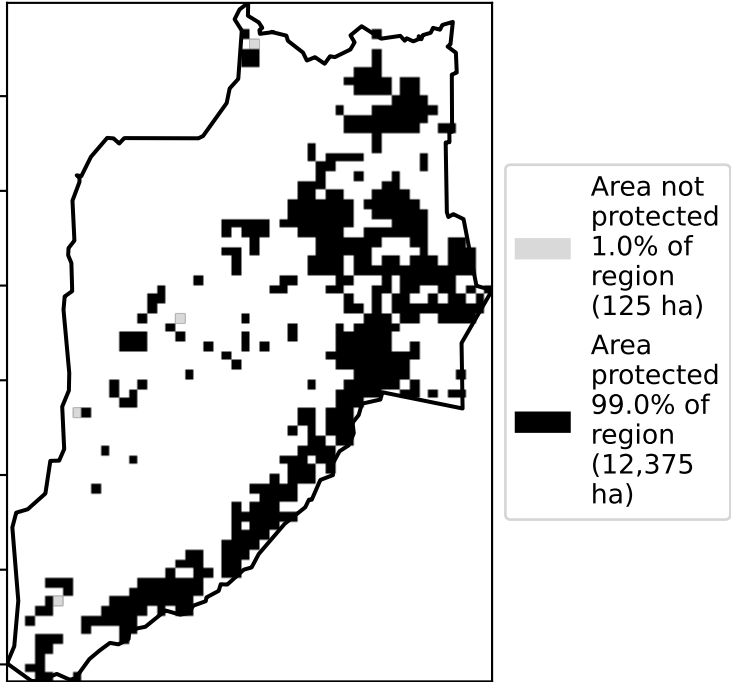 Area not
protected
1.0% of
region
(125 ha)
Area
protected
99.0% of
region
(12,375
ha)